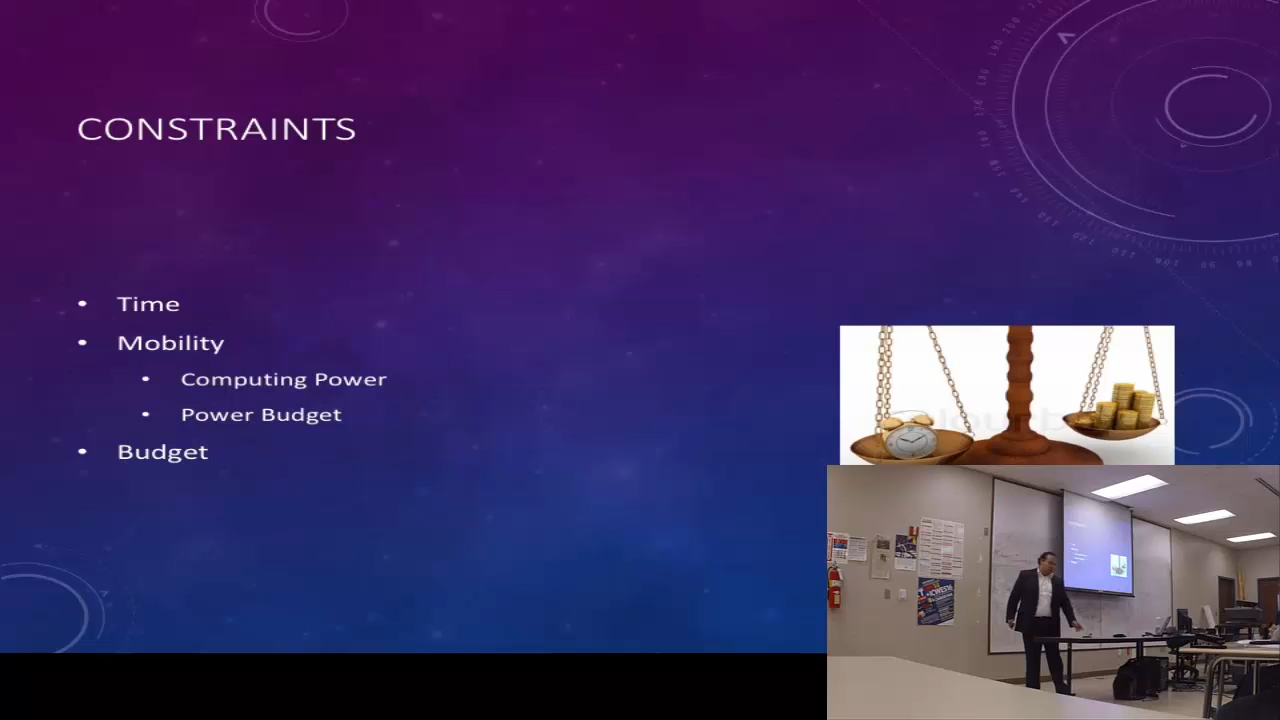 CONSTRAINTS
• Time
• Mobility
• Computing Power
• Power Budget
• Budget